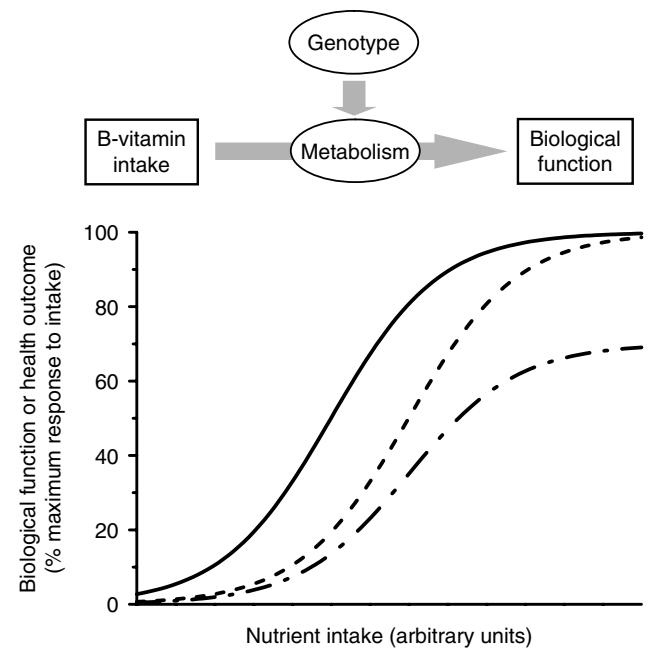 Genotype
B-vitamin
intake
Metabolism
Biological
function
Biological function or health outcome
(% maximum response to intake)
100
80
60
40
20
0
Nutrient intake (arbitrary units)